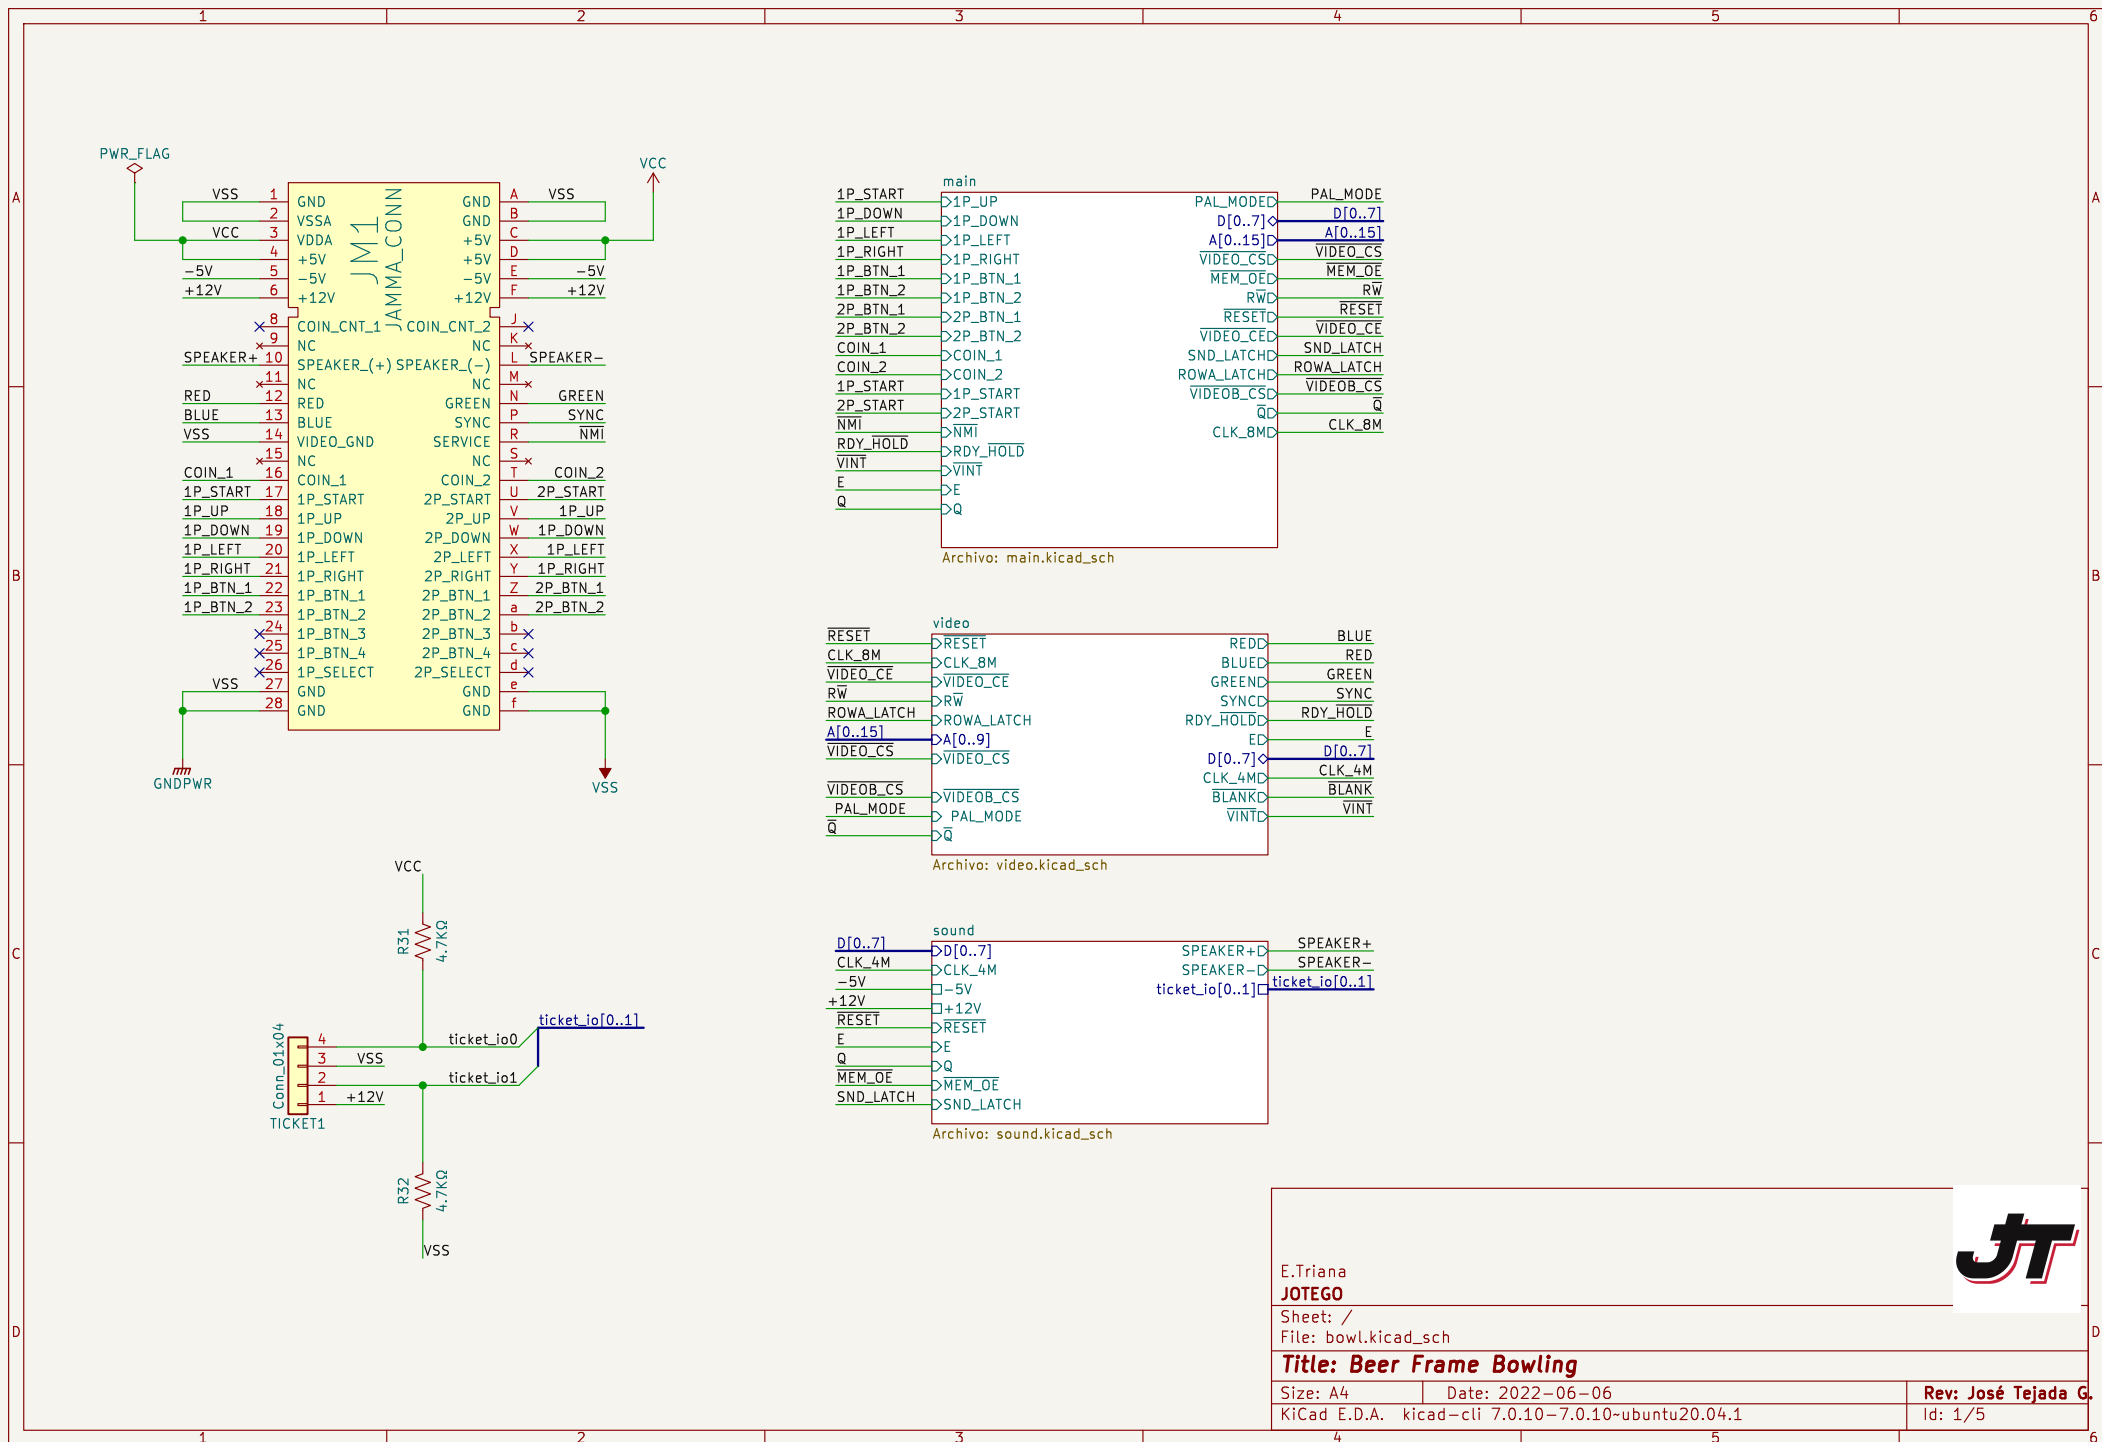 1 2 3 4 5 6
A
B
C
D
A
B
C
D
1 2 3 4 5 6
PWR_FLAG
VCC
JM1
JAMMA_CONN
VSS 1 GND GND A VSS
2 VSSA GND B
VCC 3 VDDA +5V C
4 +5V +5V D
-5V 5 -5V -5V E -5V
+12V 6 +12V +12V F +12V
8 COIN_CNT_1 COIN_CNT_2 J
9 NC NC K
SPEAKER+ 10 SPEAKER_(+) SPEAKER_(-) L SPEAKER-
11 NC NC M
RED 12 RED GREEN N GREEN
BLUE 13 BLUE SYNC P SYNC
VSS 14 VIDEO_GND SERVICE R NMI
15 NC NC S
COIN_1 16 COIN_1 COIN_2 T COIN_2
1P_START 17 1P_START 2P_START U 2P_START
1P_UP 18 1P_UP 2P_UP V 1P_UP
1P_DOWN 19 1P_DOWN 2P_DOWN W 1P_DOWN
1P_LEFT 20 1P_LEFT 2P_LEFT X 1P_LEFT
1P_RIGHT 21 1P_RIGHT 2P_RIGHT Y 1P_RIGHT
1P_BTN_1 22 1P_BTN_1 2P_BTN_1 Z 2P_BTN_1
1P_BTN_2 23 1P_BTN_2 2P_BTN_2 a 2P_BTN_2
24 1P_BTN_3 2P_BTN_3 b
25 1P_BTN_4 2P_BTN_4 c
26 1P_SELECT 2P_SELECT d
VSS 27 GND GND e
28 GND GND f
GNDPWR
VSS
VCC
R31
4.7KΩ
ticket_io[0..1]
Conn_01x04
4 ticket_io0
3 VSS
2 ticket_io1
1 +12V
TICKET1
R32
4.7KΩ
VSS
main
1P_START 1P_UP PAL_MODE PAL_MODE
1P_DOWN 1P_DOWN D[0..7] D[0..7]
1P_LEFT 1P_LEFT A[0..15] A[0..15]
1P_RIGHT 1P_RIGHT VIDEO_CS VIDEO_CS
1P_BTN_1 1P_BTN_1 MEM_OE MEM_OE
1P_BTN_2 1P_BTN_2 RW RW
2P_BTN_1 2P_BTN_1 RESET RESET
2P_BTN_2 2P_BTN_2 VIDEO_CE VIDEO_CE
COIN_1 COIN_1 SND_LATCH SND_LATCH
COIN_2 COIN_2 ROWA_LATCH ROWA_LATCH
1P_START 1P_START VIDEOB_CS VIDEOB_CS
2P_START 2P_START Q Q
NMI NMI CLK_8M CLK_8M
RDY_HOLD RDY_HOLD
VINT VINT
E E
Q Q
Archivo: main.kicad_sch
video
RESET RESET RED BLUE
CLK_8M CLK_8M BLUE RED
VIDEO_CE VIDEO_CE GREEN GREEN
RW RW SYNC SYNC
ROWA_LATCH ROWA_LATCH RDY_HOLD RDY_HOLD
A[0..15] A[0..9] E E
VIDEO_CS VIDEO_CS D[0..7] D[0..7]
CLK_4M CLK_4M
VIDEOB_CS VIDEOB_CS BLANK BLANK
PAL_MODE PAL_MODE VINT VINT
Q Q
Archivo: video.kicad_sch
sound
D[0..7] D[0..7] SPEAKER+ SPEAKER+
CLK_4M CLK_4M SPEAKER- SPEAKER-
-5V -5V ticket_io[0..1] ticket_io[0..1]
+12V +12V
RESET RESET
E E
Q Q
MEM_OE MEM_OE
SND_LATCH SND_LATCH
Archivo: sound.kicad_sch
JT
E.Triana
JOTEGO
Sheet: /
File: bowl.kicad_sch
Title: Beer Frame Bowling
Size: A4 Date: 2022-06-06 Rev: José Tejada G.
KiCad E.D.A. kicad-cli 7.0.10-7.0.10~ubuntu20.04.1 Id: 1/5